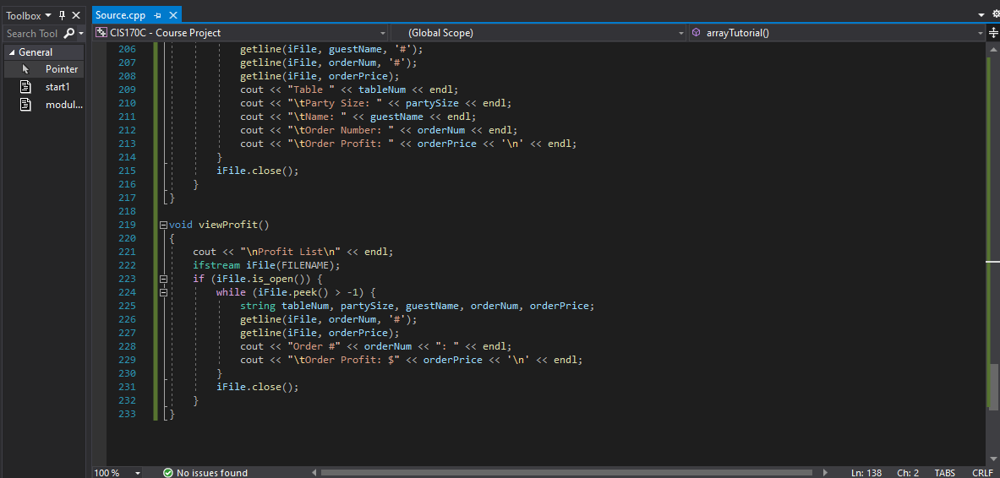 Toolbox
Source.cpp
Search Tool
CIS170C - Course Project
(Global Scope)
arrayTutorial()
General
Pointer
start1
modul...
206 getline(iFile, guestName, '#');
207 getline(iFile, orderNum, '#');
208 getline(iFile, orderPrice);
209 cout << "Table " << tableNum << endl;
210 cout << "\tParty Size: " << partySize << endl;
211 cout << "\tName: " << guestName << endl;
212 cout << "\tOrder Number: " << orderNum << endl;
213 cout << "\tOrder Profit: " << orderPrice << '\n' << endl;
214 }
215 iFile.close();
216 }
217 }
218
219 void viewProfit()
220 {
221 cout << "\nProfit List\n" << endl;
222 ifstream iFile(FILENAME);
223 if (iFile.is_open()) {
224 while (iFile.peek() > -1) {
225 string tableNum, partySize, guestName, orderNum, orderPrice;
226 getline(iFile, orderNum, '#');
227 getline(iFile, orderPrice);
228 cout << "Order #" << orderNum << ": " << endl;
229 cout << "\tOrder Profit: $" << orderPrice << '\n' << endl;
230 }
231 iFile.close();
232 }
233 }
100 %
No issues found
Ln: 138
Ch: 2
TABS
CRLF